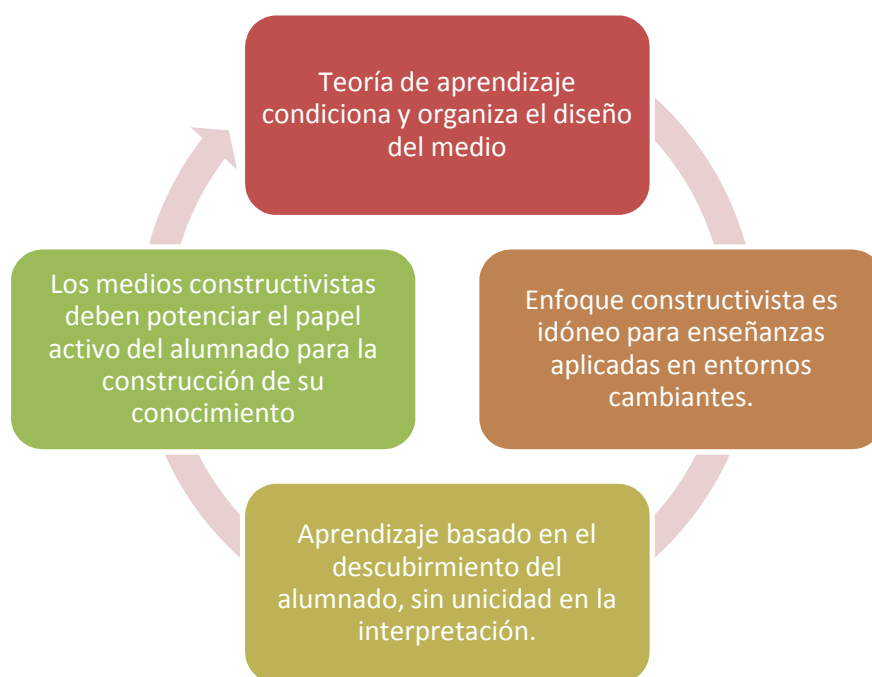 Teoría de aprendizaje
condiciona y organiza el diseño
del medio
Enfoque constructivista es
idóneo para enseñanzas
aplicadas en entornos
cambiantes.
Aprendizaje basado en el
descubirmiento del
alumnado, sin unicidad en la
interpretación.
Los medios constructivistas
deben potenciar el papel
activo del alumnado para la
construcción de su
conocimiento